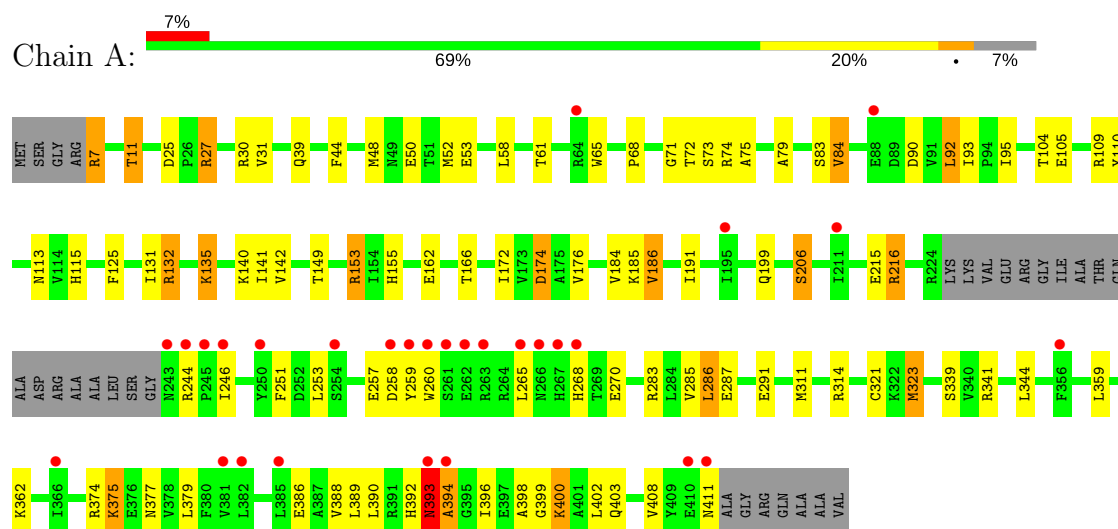 7%
Chain A:
69% 20% • 7%
MET SER GLY ARG R7 T11 D25 P26 R27 R30 V31 Q39 F44 M48 N49 E50 T51 M52 E53 L58 T61 R64 W65 P68 G71 T72 S73 R74 A75 A79 S83 V84 E88 D89 D90 V91 L92 I93 P94 I95 T104 E105 R109 Y110
N113 V114 H115 F125 I131 R132 K135 K140 I141 V142 T149 R153 I154 H155 E162 T166 I172 V173 D174 A175 V176 V184 K185 V186 I191 I195 Q199 S206 I211 E215 R216 R224 LYS LYS VAL GLU ARG GLY ILE ALA THR GLN
ALA ASP ARG ALA ALA LEU SER GLY N243 R244 P245 I246 Y250 F251 D252 L253 S254 E257 D258 Y259 W260 S261 E262 R263 R264 L265 N266 H267 H268 T269 E270 R283 L284 V285 L286 E287 E291 M311 R314 C321 K322 M323 S339 V340 R341 L344 F356 L359
K362 I366 R374 K375 E376 N377 V378 L379 F380 V381 L382 L385 E386 A387 V388 L389 L390 R391 H392 N393 A394 G395 I396 E397 A398 G399 K400 A401 L402 Q403 V408 V409 E410 N411 ALA GLY ARG GLN ALA ALA VAL